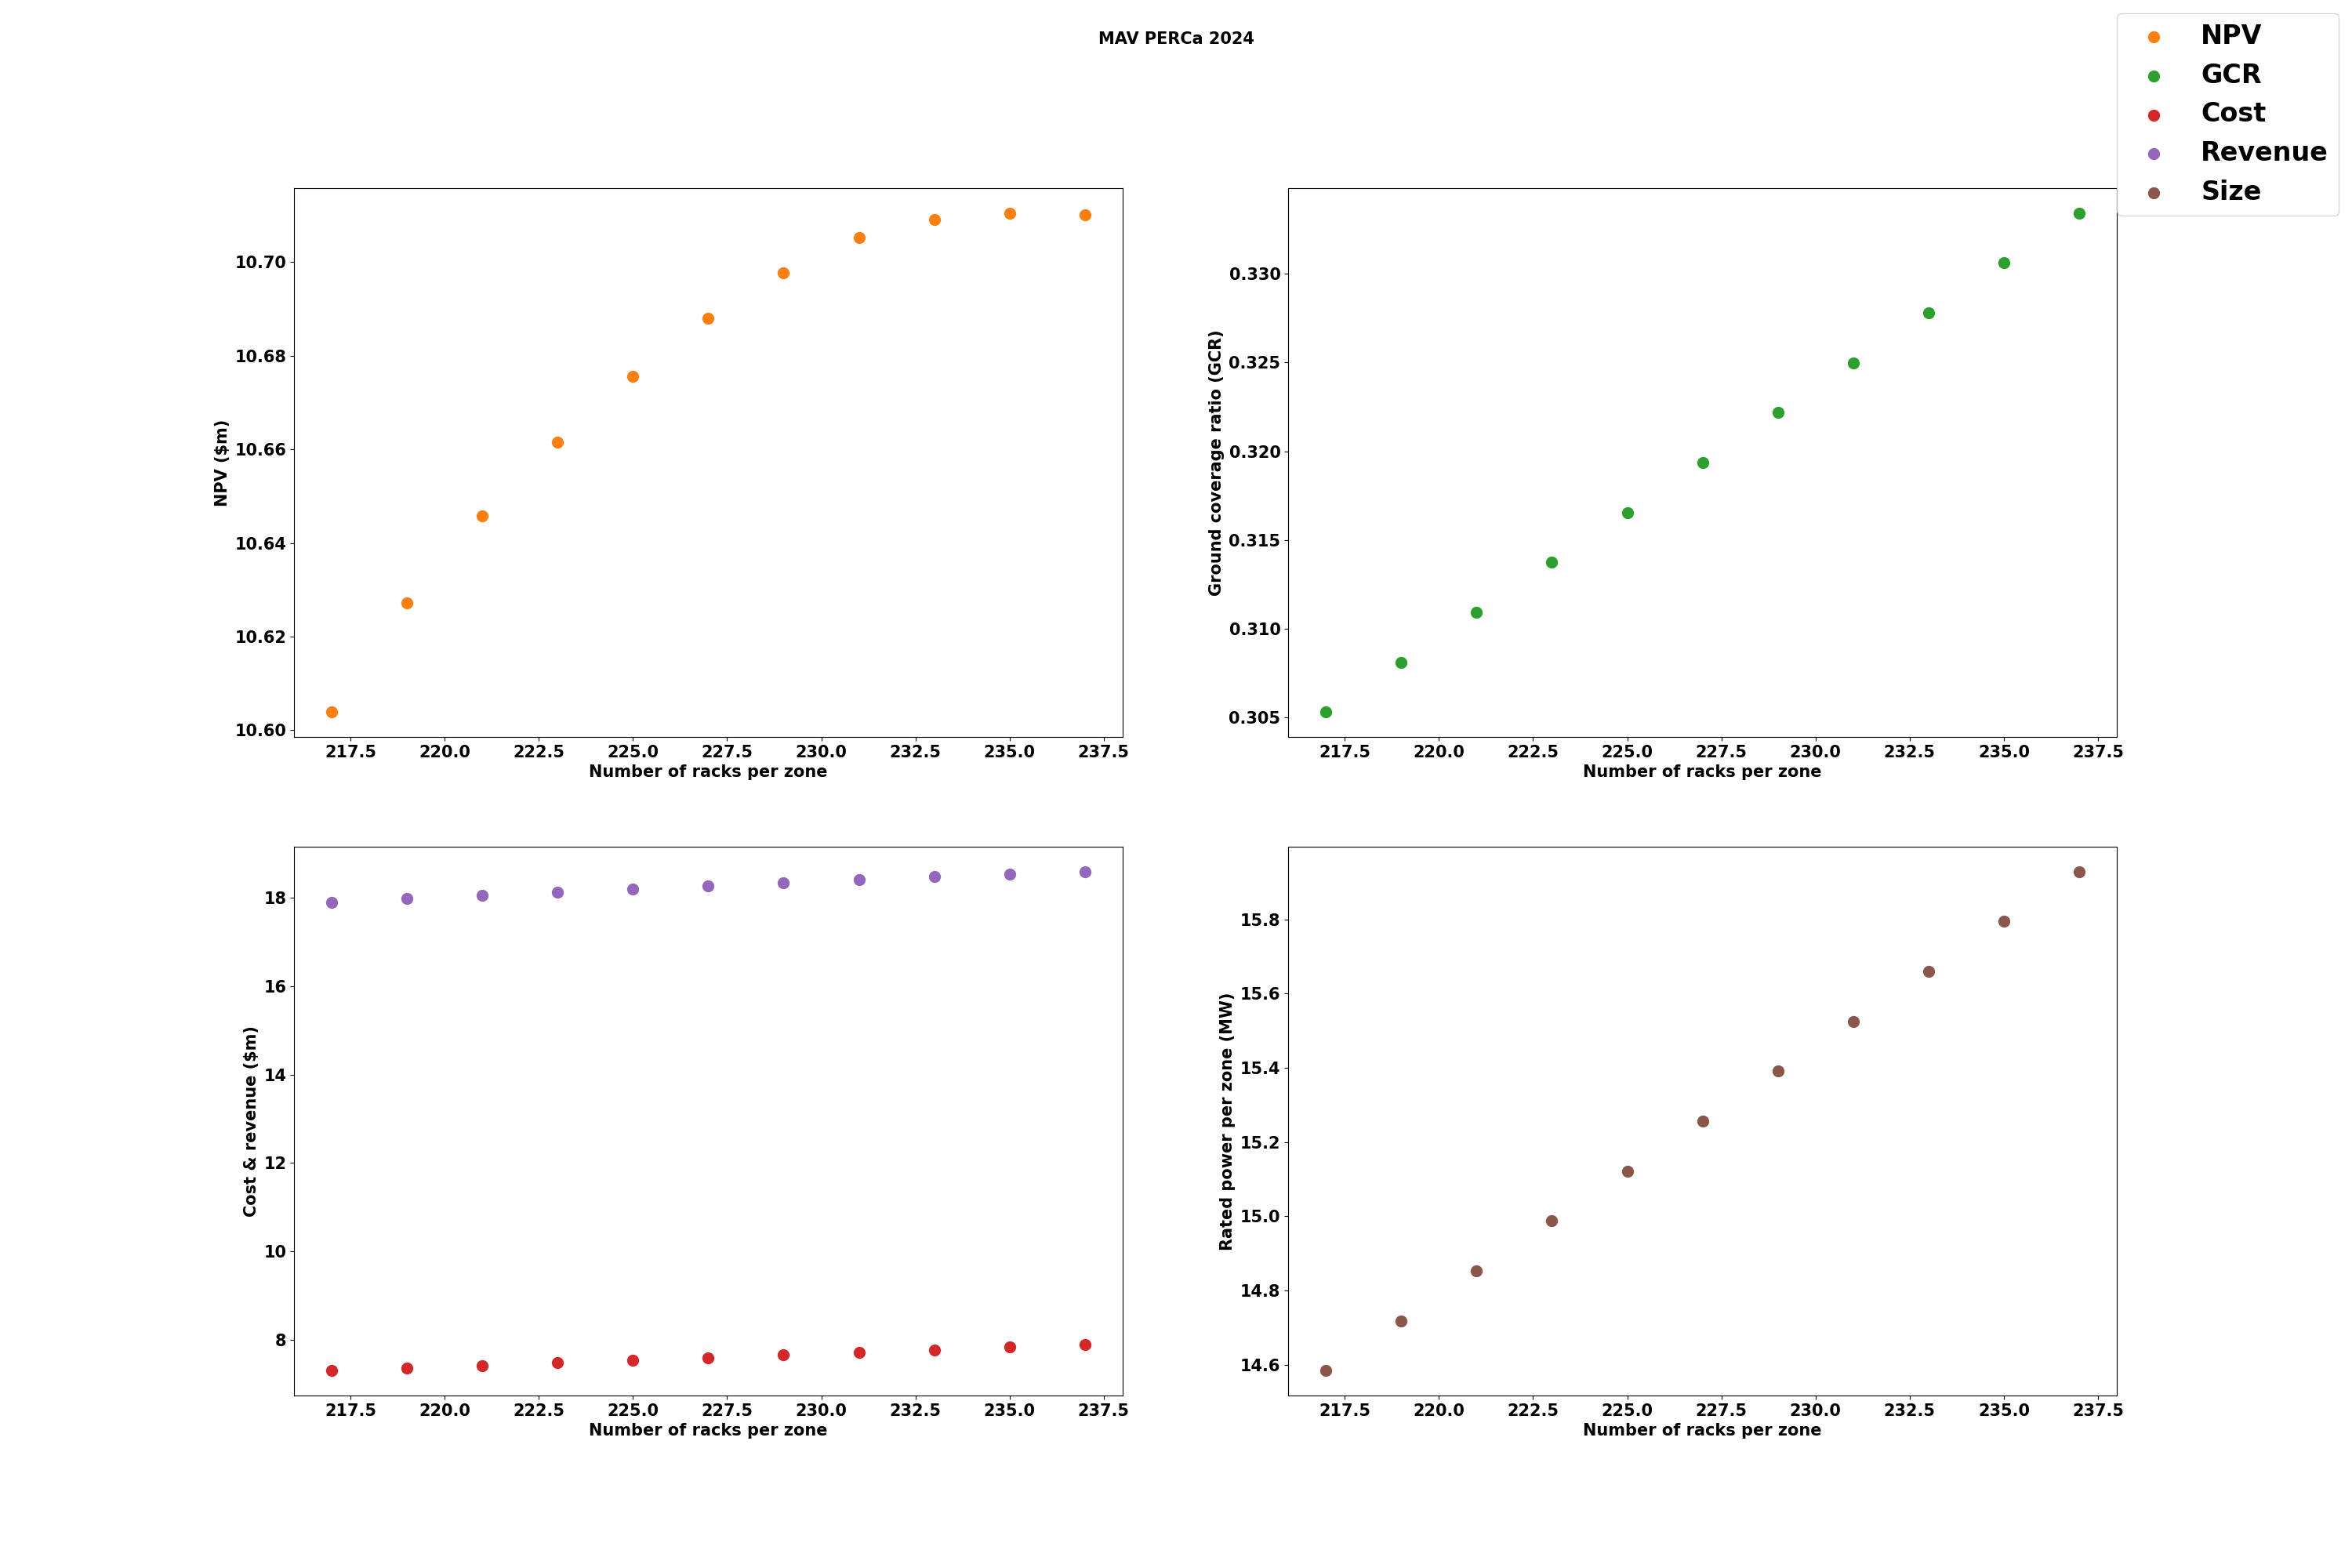 MAV PERCa 2024
NPV
GCR
Cost
Revenue
Size
NPV ($m)
10.70
10.68
10.66
10.64
10.62
10.60
217.5 220.0 222.5 225.0 227.5 230.0 232.5 235.0 237.5
Number of racks per zone
Ground coverage ratio (GCR)
0.330
0.325
0.320
0.315
0.310
0.305
217.5 220.0 222.5 225.0 227.5 230.0 232.5 235.0 237.5
Number of racks per zone
Cost & revenue ($m)
18
16
14
12
10
8
217.5 220.0 222.5 225.0 227.5 230.0 232.5 235.0 237.5
Number of racks per zone
Rated power per zone (MW)
15.8
15.6
15.4
15.2
15.0
14.8
14.6
217.5 220.0 222.5 225.0 227.5 230.0 232.5 235.0 237.5
Number of racks per zone